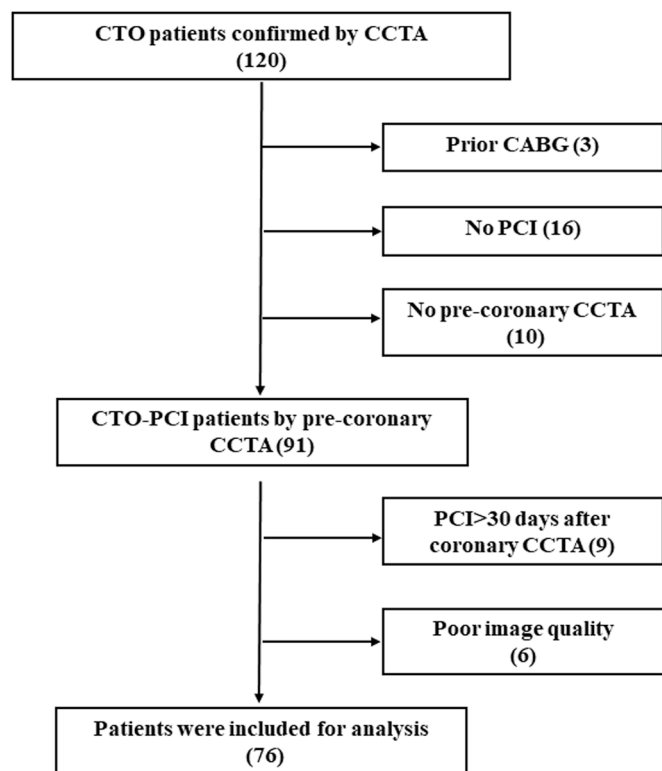 CTO patients confirmed by CCTA
(120)
Prior CABG (3)
No PCI (16)
No pre-coronary CCTA
(10)
CTO-PCI patients by pre-coronary
CCTA (91)
PCI>30 days after
coronary CCTA (9)
Poor image quality
(6)
Patients were included for analysis
(76)